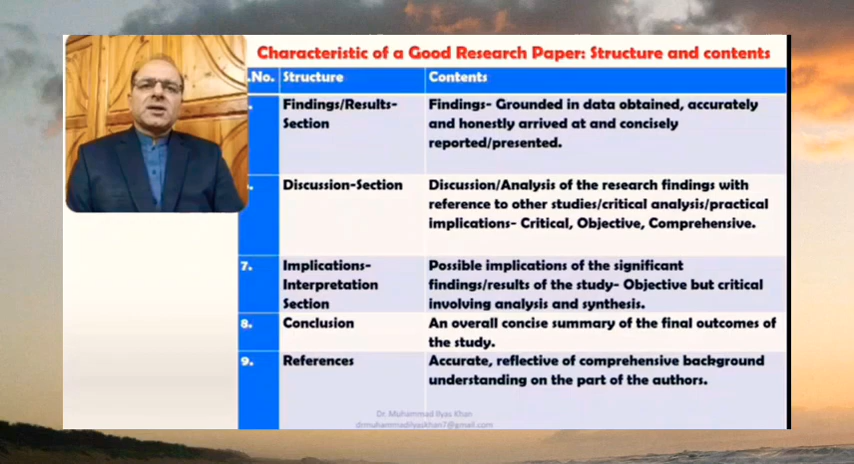 Characteristic of a Good Research Paper: Structure and contents
.No. Structure Contents
Findings/Results- Findings- Grounded in data obtained, accurately
Section and honestly arrived at and concisely
reported/presented.
Discussion-Section Discussion/Analysis of the research findings with
reference to other studies/critical analysis/practical
implications- Critical, Objective, Comprehensive.
7. Implications- Possible implications of the significant
Interpretation findings/results of the study- Objective but critical
Section involving analysis and synthesis.
8. Conclusion An overall concise summary of the final outcomes of
the study.
9. References Accurate, reflective of comprehensive background
understanding on the part of the authors.
Dr. Muhammad Ilyas Khan
drmuhammadilyaskhan7@gmail.com